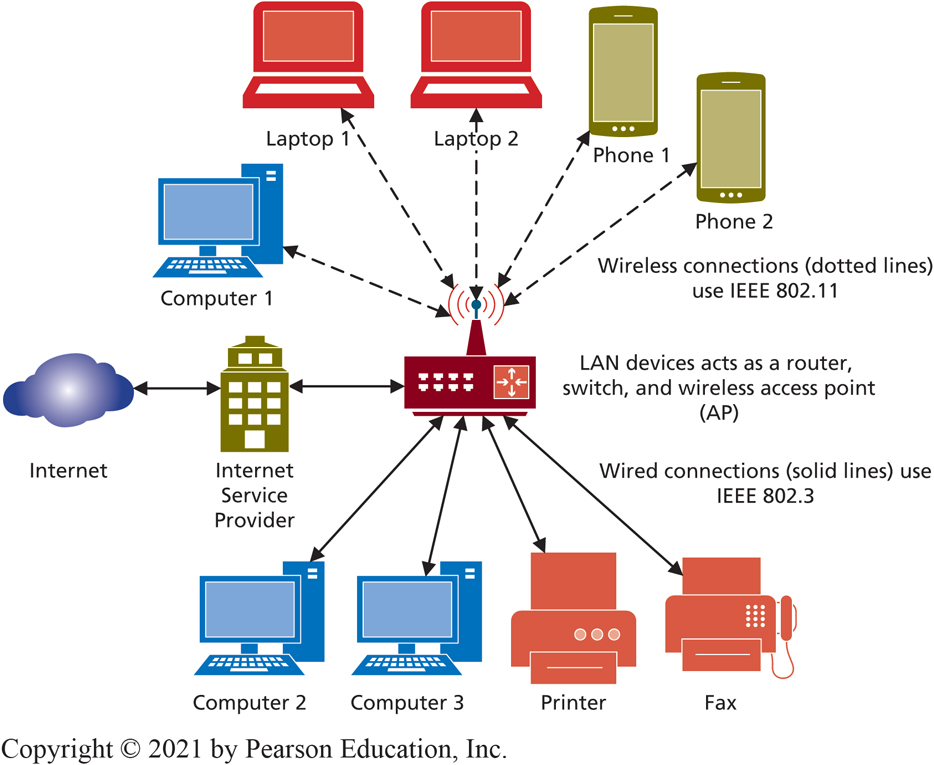 Laptop 1
Laptop 2
Phone 1
Phone 2
Computer 1
Wireless connections (dotted lines)
use IEEE 802.11
LAN devices acts as a router,
switch, and wireless access point
(AP)
Internet
Internet
Service
Provider
Wired connections (solid lines) use
IEEE 802.3
Computer 2
Computer 3
Printer
Fax
Copyright © 2021 by Pearson Education, Inc.